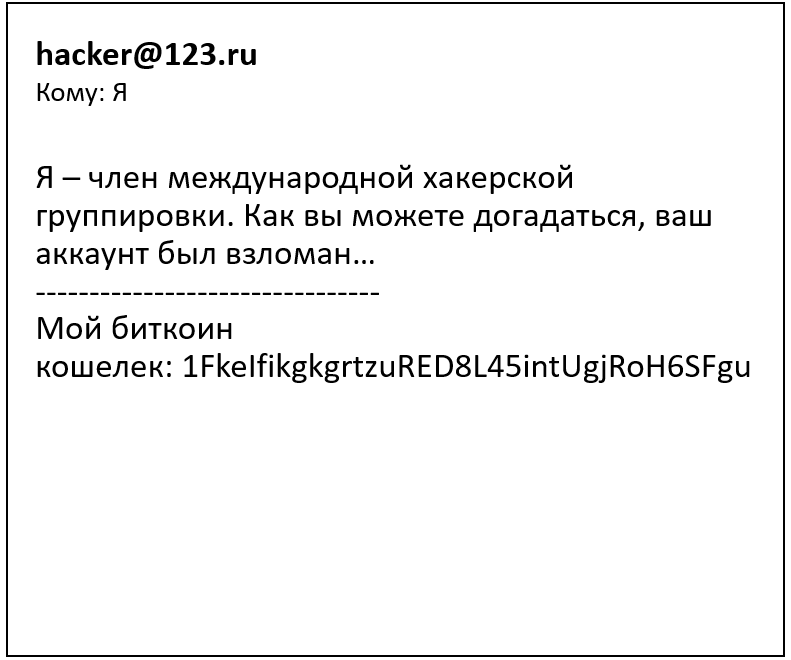 hacker@123.ru
Кому: Я
Я – член международной хакерской
группировки. Как вы можете догадаться, ваш
аккаунт был взломан…
--------------------------------
Мой биткоин
кошелек: 1FkeIfikgkgrtzuRED8L45intUgjRoH6SFgu